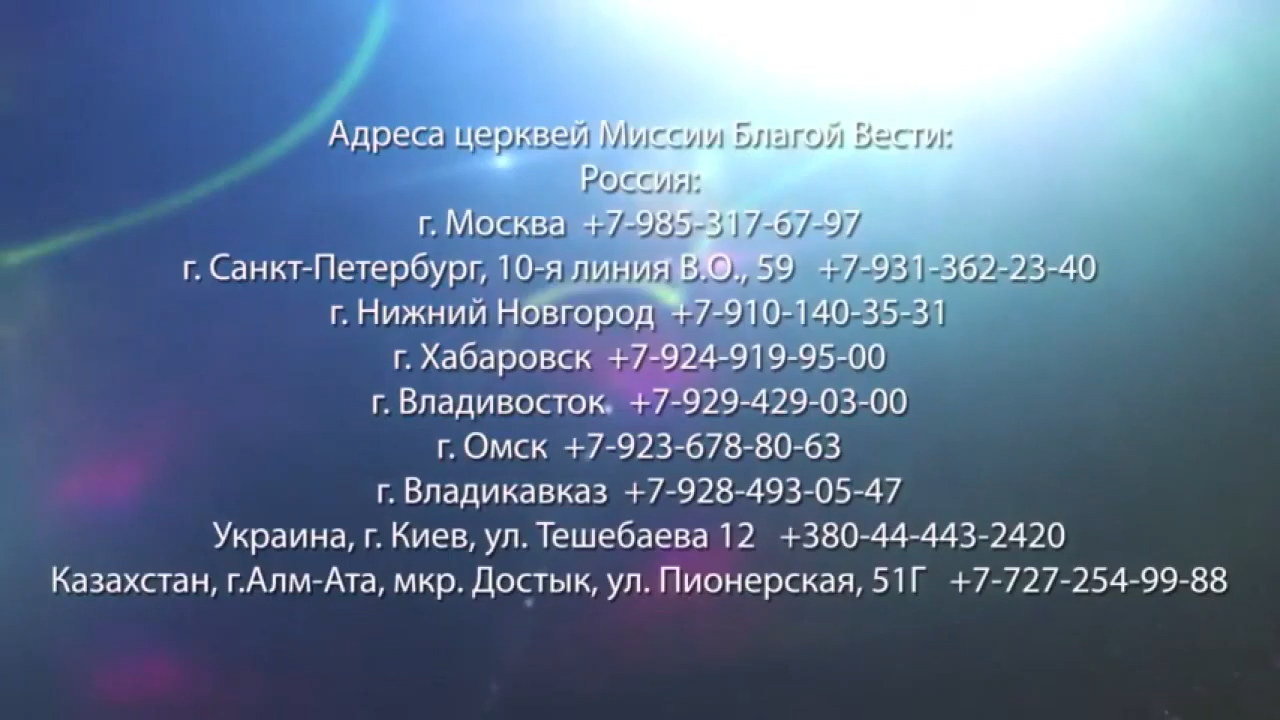 Адреса церквей Миссии Благой Вести:
Россия:
г. Москва +7-985-317-67-97
г. Санкт-Петербург, 10-я линия В.О., 59 +7-931-362-23-40
г. Нижний Новгород +7-910-140-35-31
г. Хабаровск +7-924-919-95-00
г. Владивосток +7-929-429-03-00
г. Омск +7-923-678-80-63
г. Владикавказ +7-928-493-05-47
Украина, г. Киев, ул. Тешебаева 12 +380-44-443-2420
Казахстан, г.Алм-Ата, мкр. Достык, ул. Пионерская, 51Г +7-727-254-99-88